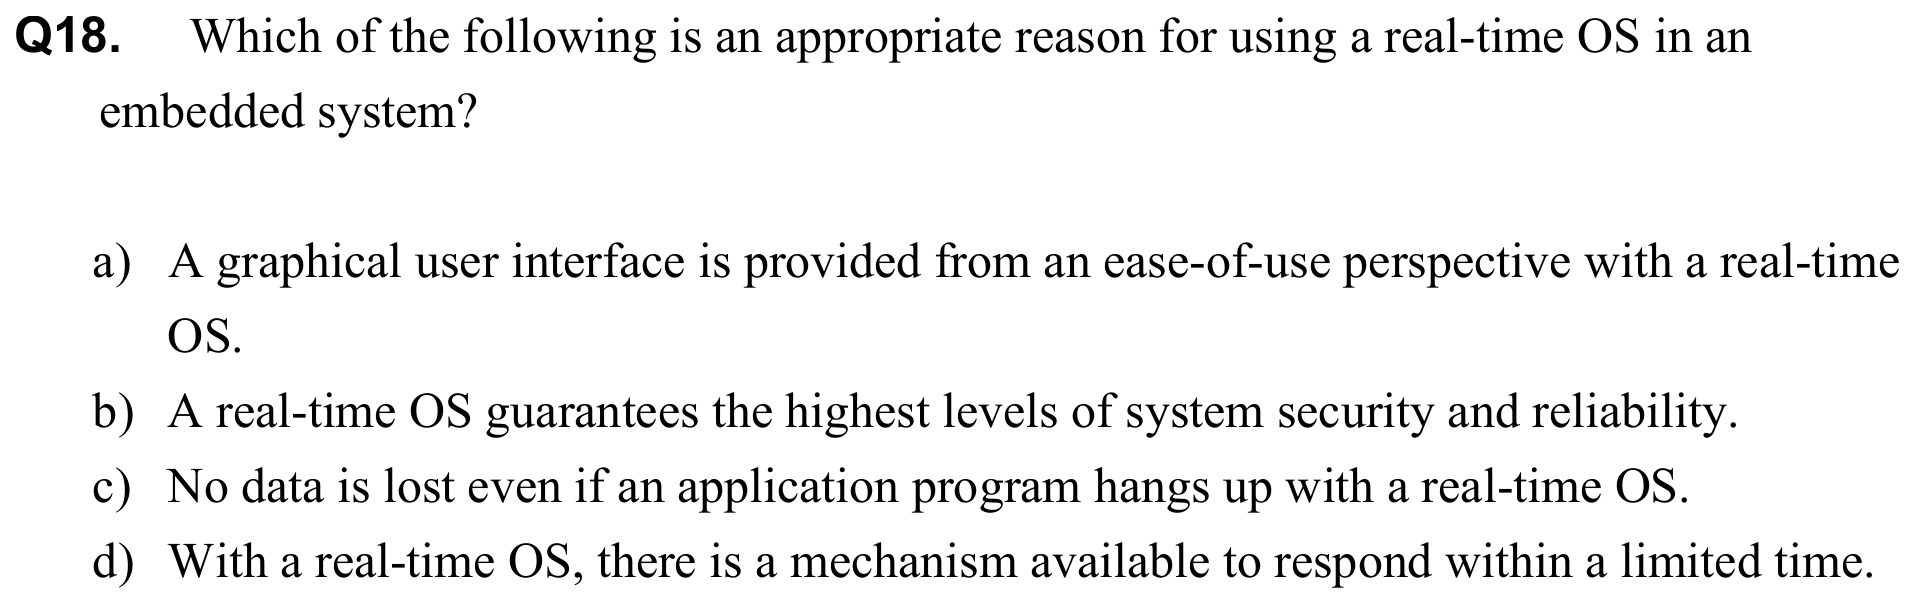 Q18. Which of the following is an appropriate reason for using a real-time OS in an
embedded system?
a) A graphical user interface is provided from an ease-of-use perspective with a real-time
OS.
b) A real-time OS guarantees the highest levels of system security and reliability.
c) No data is lost even if an application program hangs up with a real-time OS.
d) With a real-time OS, there is a mechanism available to respond within a limited time.